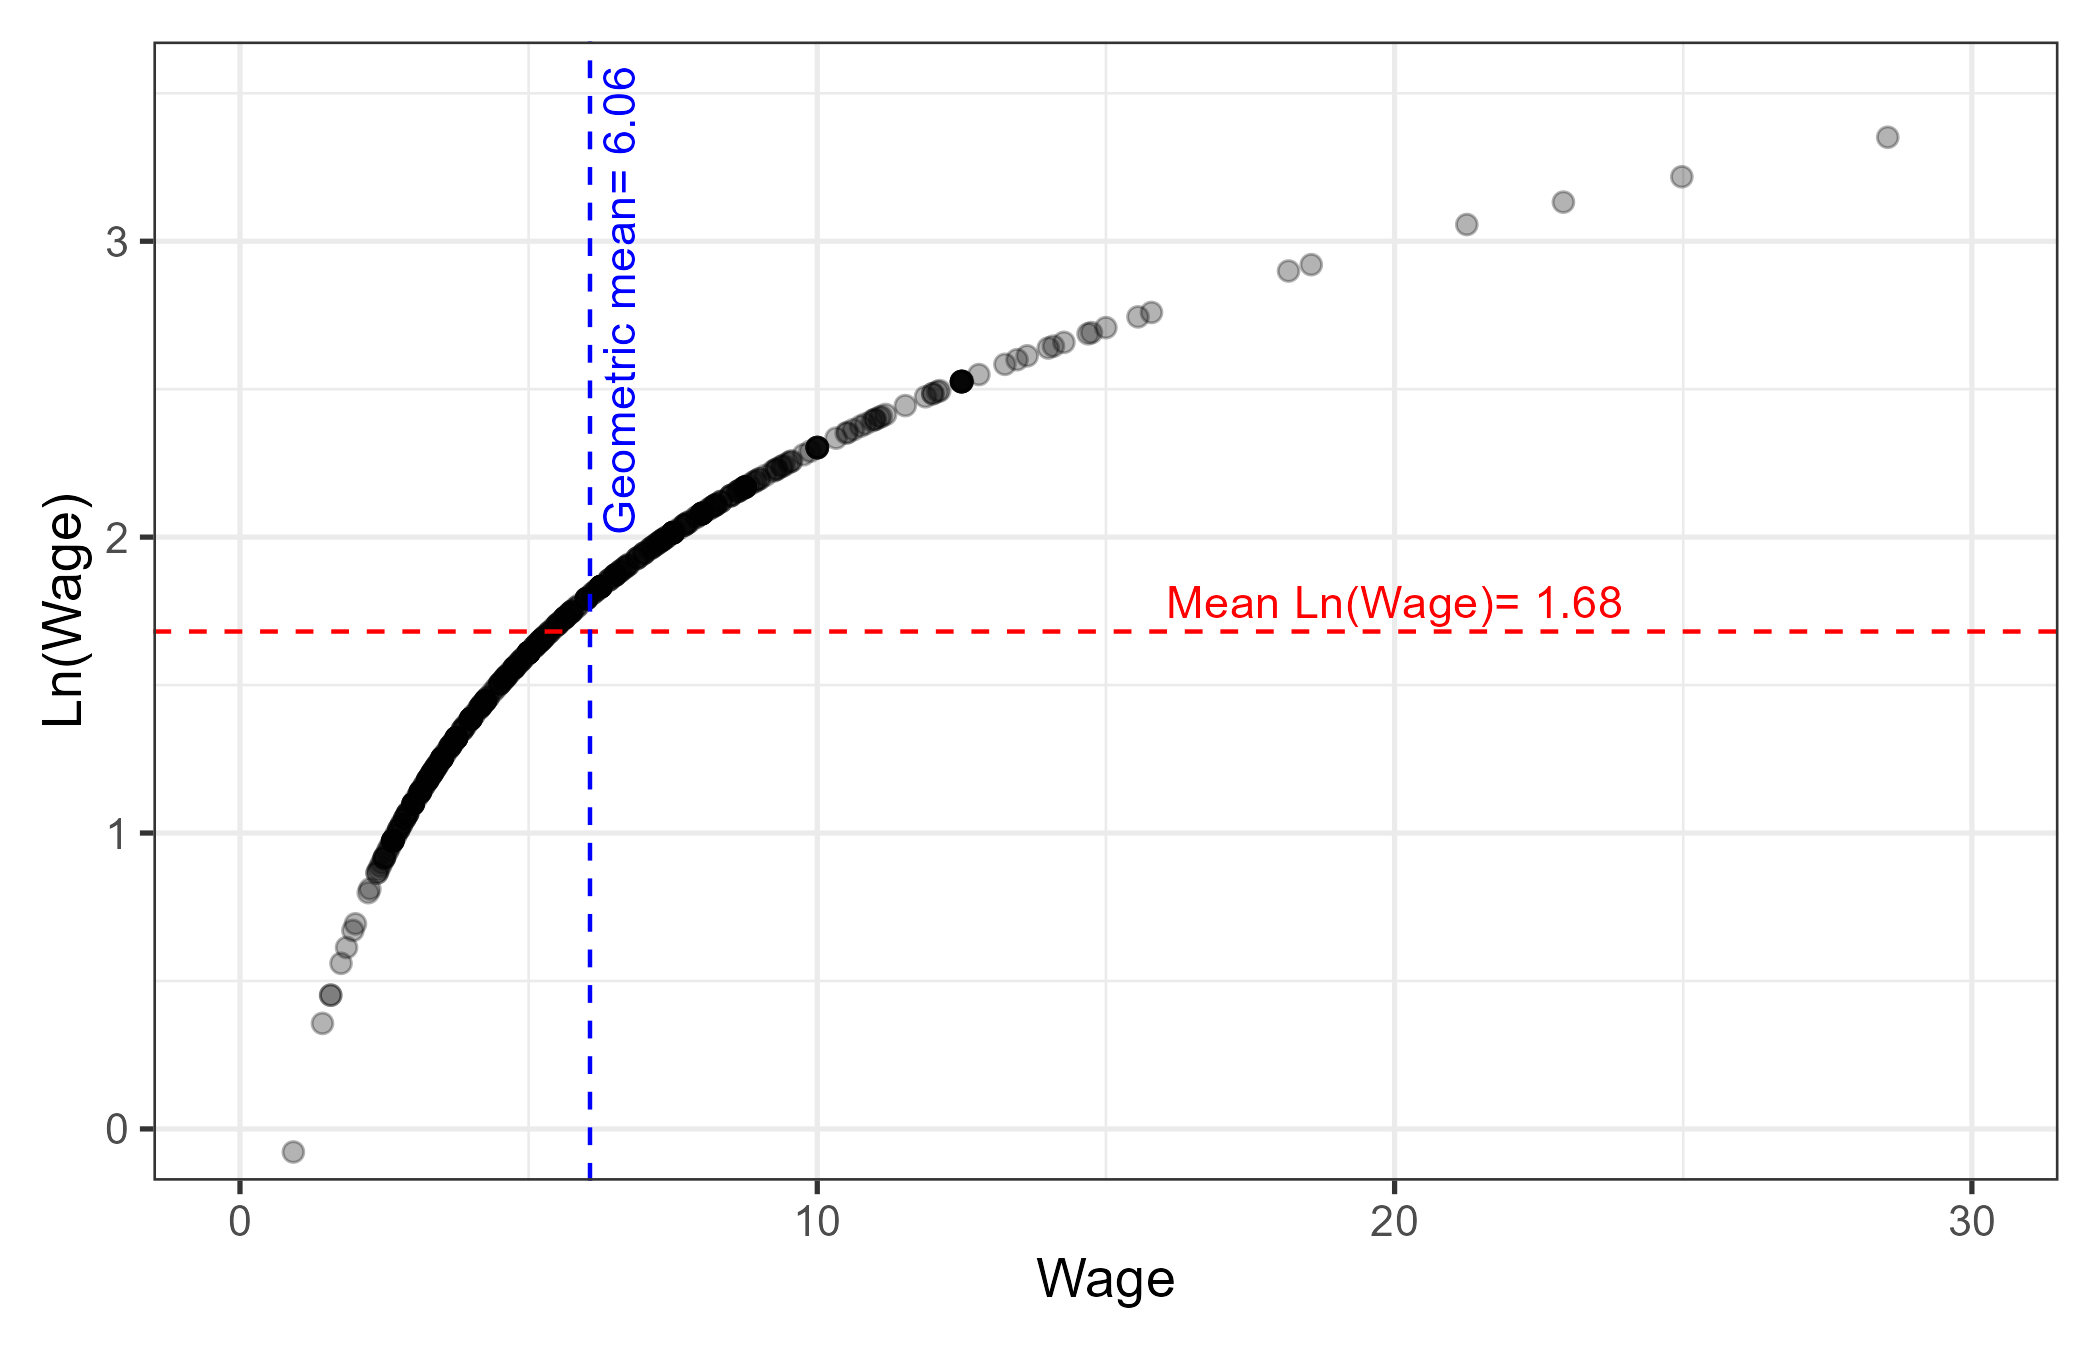 Geometric mean= 6.06
Mean Ln(Wage)= 1.68
Ln(Wage)
3
2
1
0
0 10 20 30
Wage